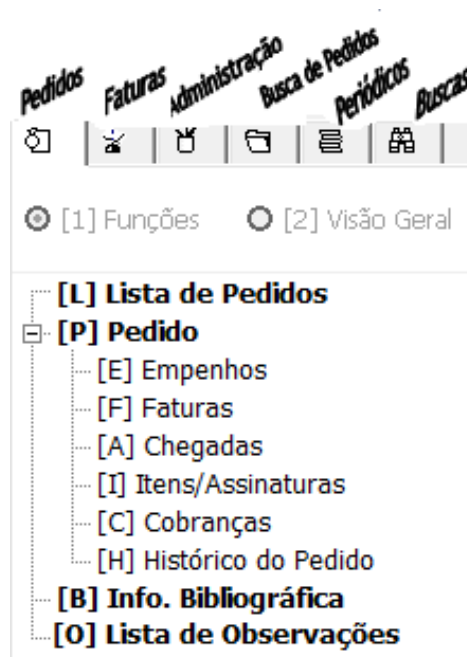 Pedidos
Faturas
Administração
Busca de Pedidos
Periódicos
Buscas
[1] Funções [2] Visão Geral
[L] Lista de Pedidos
[P] Pedido
[E] Empenhos
[F] Faturas
[A] Chegadas
[I] Itens/Assinaturas
[C] Cobranças
[H] Histórico do Pedido
[B] Info. Bibliográfica
[O] Lista de Observações